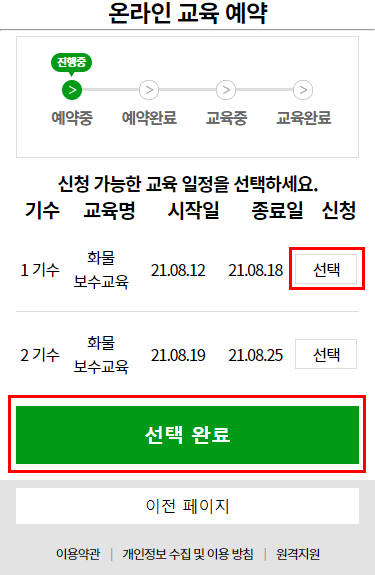 온라인 교육 예약
진행중
예약중 예약완료 교육중 교육완료
신청 가능한 교육 일정을 선택하세요.
기수 교육명 시작일 종료일 신청
화물
1 기수 보수교육 21.08.12 21.08.18 선택
화물
2 기수 보수교육 21.08.19 21.08.25 선택
선택 완료
이전 페이지
이용약관 | 개인정보 수집 및 이용 방침 | 원격지원